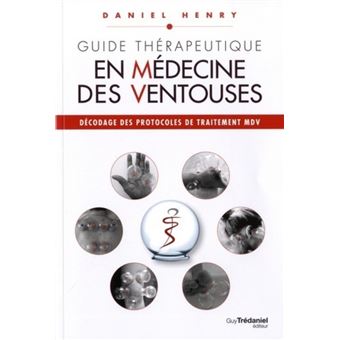 DANIEL HENRY
GUIDE THÉRAPEUTIQUE
EN MÉDECINE
DES VENTOUSES
DÉCODAGE DES PROTOCOLES DE TRAITEMENT MDV
Guy Trédaniel
éditeur